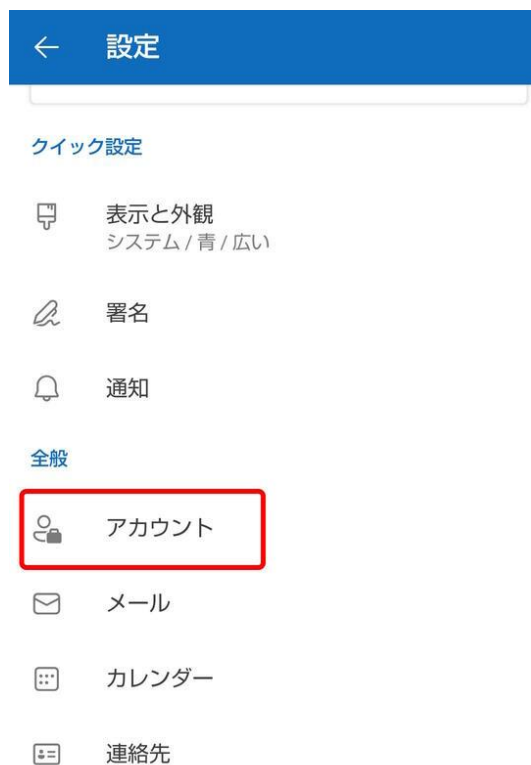 設定
クイック設定
表示と外観
システム / 青 / 広い
署名
通知
全般
アカウント
メール
カレンダー
連絡先